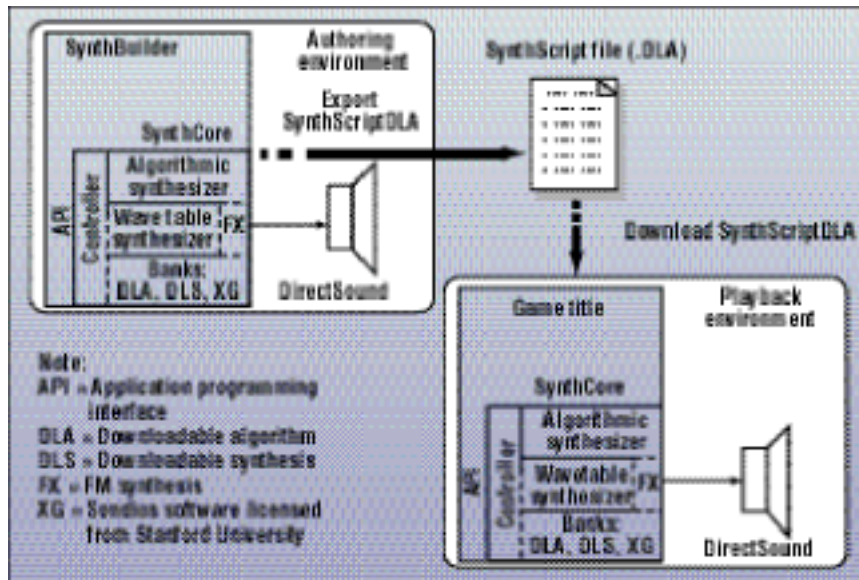 SynthBuilder
Authoring
environment
Export
SynthScriptDLA
SynthCore
Algorithmic
synthesizer
Wavetable
synthesizer
FX
Banks:
DLA, DLS, XG
API
Controller
DirectSound
SynthScript file (.DLA)
Download SynthScriptDLA
Game title
Playback
environment
SynthCore
Algorithmic
synthesizer
Wavetable
synthesizer
FX
Banks:
DLA, DLS, XG
API
Controller
DirectSound
Note:
API = Application programming
interface
DLA = Downloadable algorithm
DLS = Downloadable synthesis
FX = FM synthesis
XG = Sondius software licensed
from Stanford University